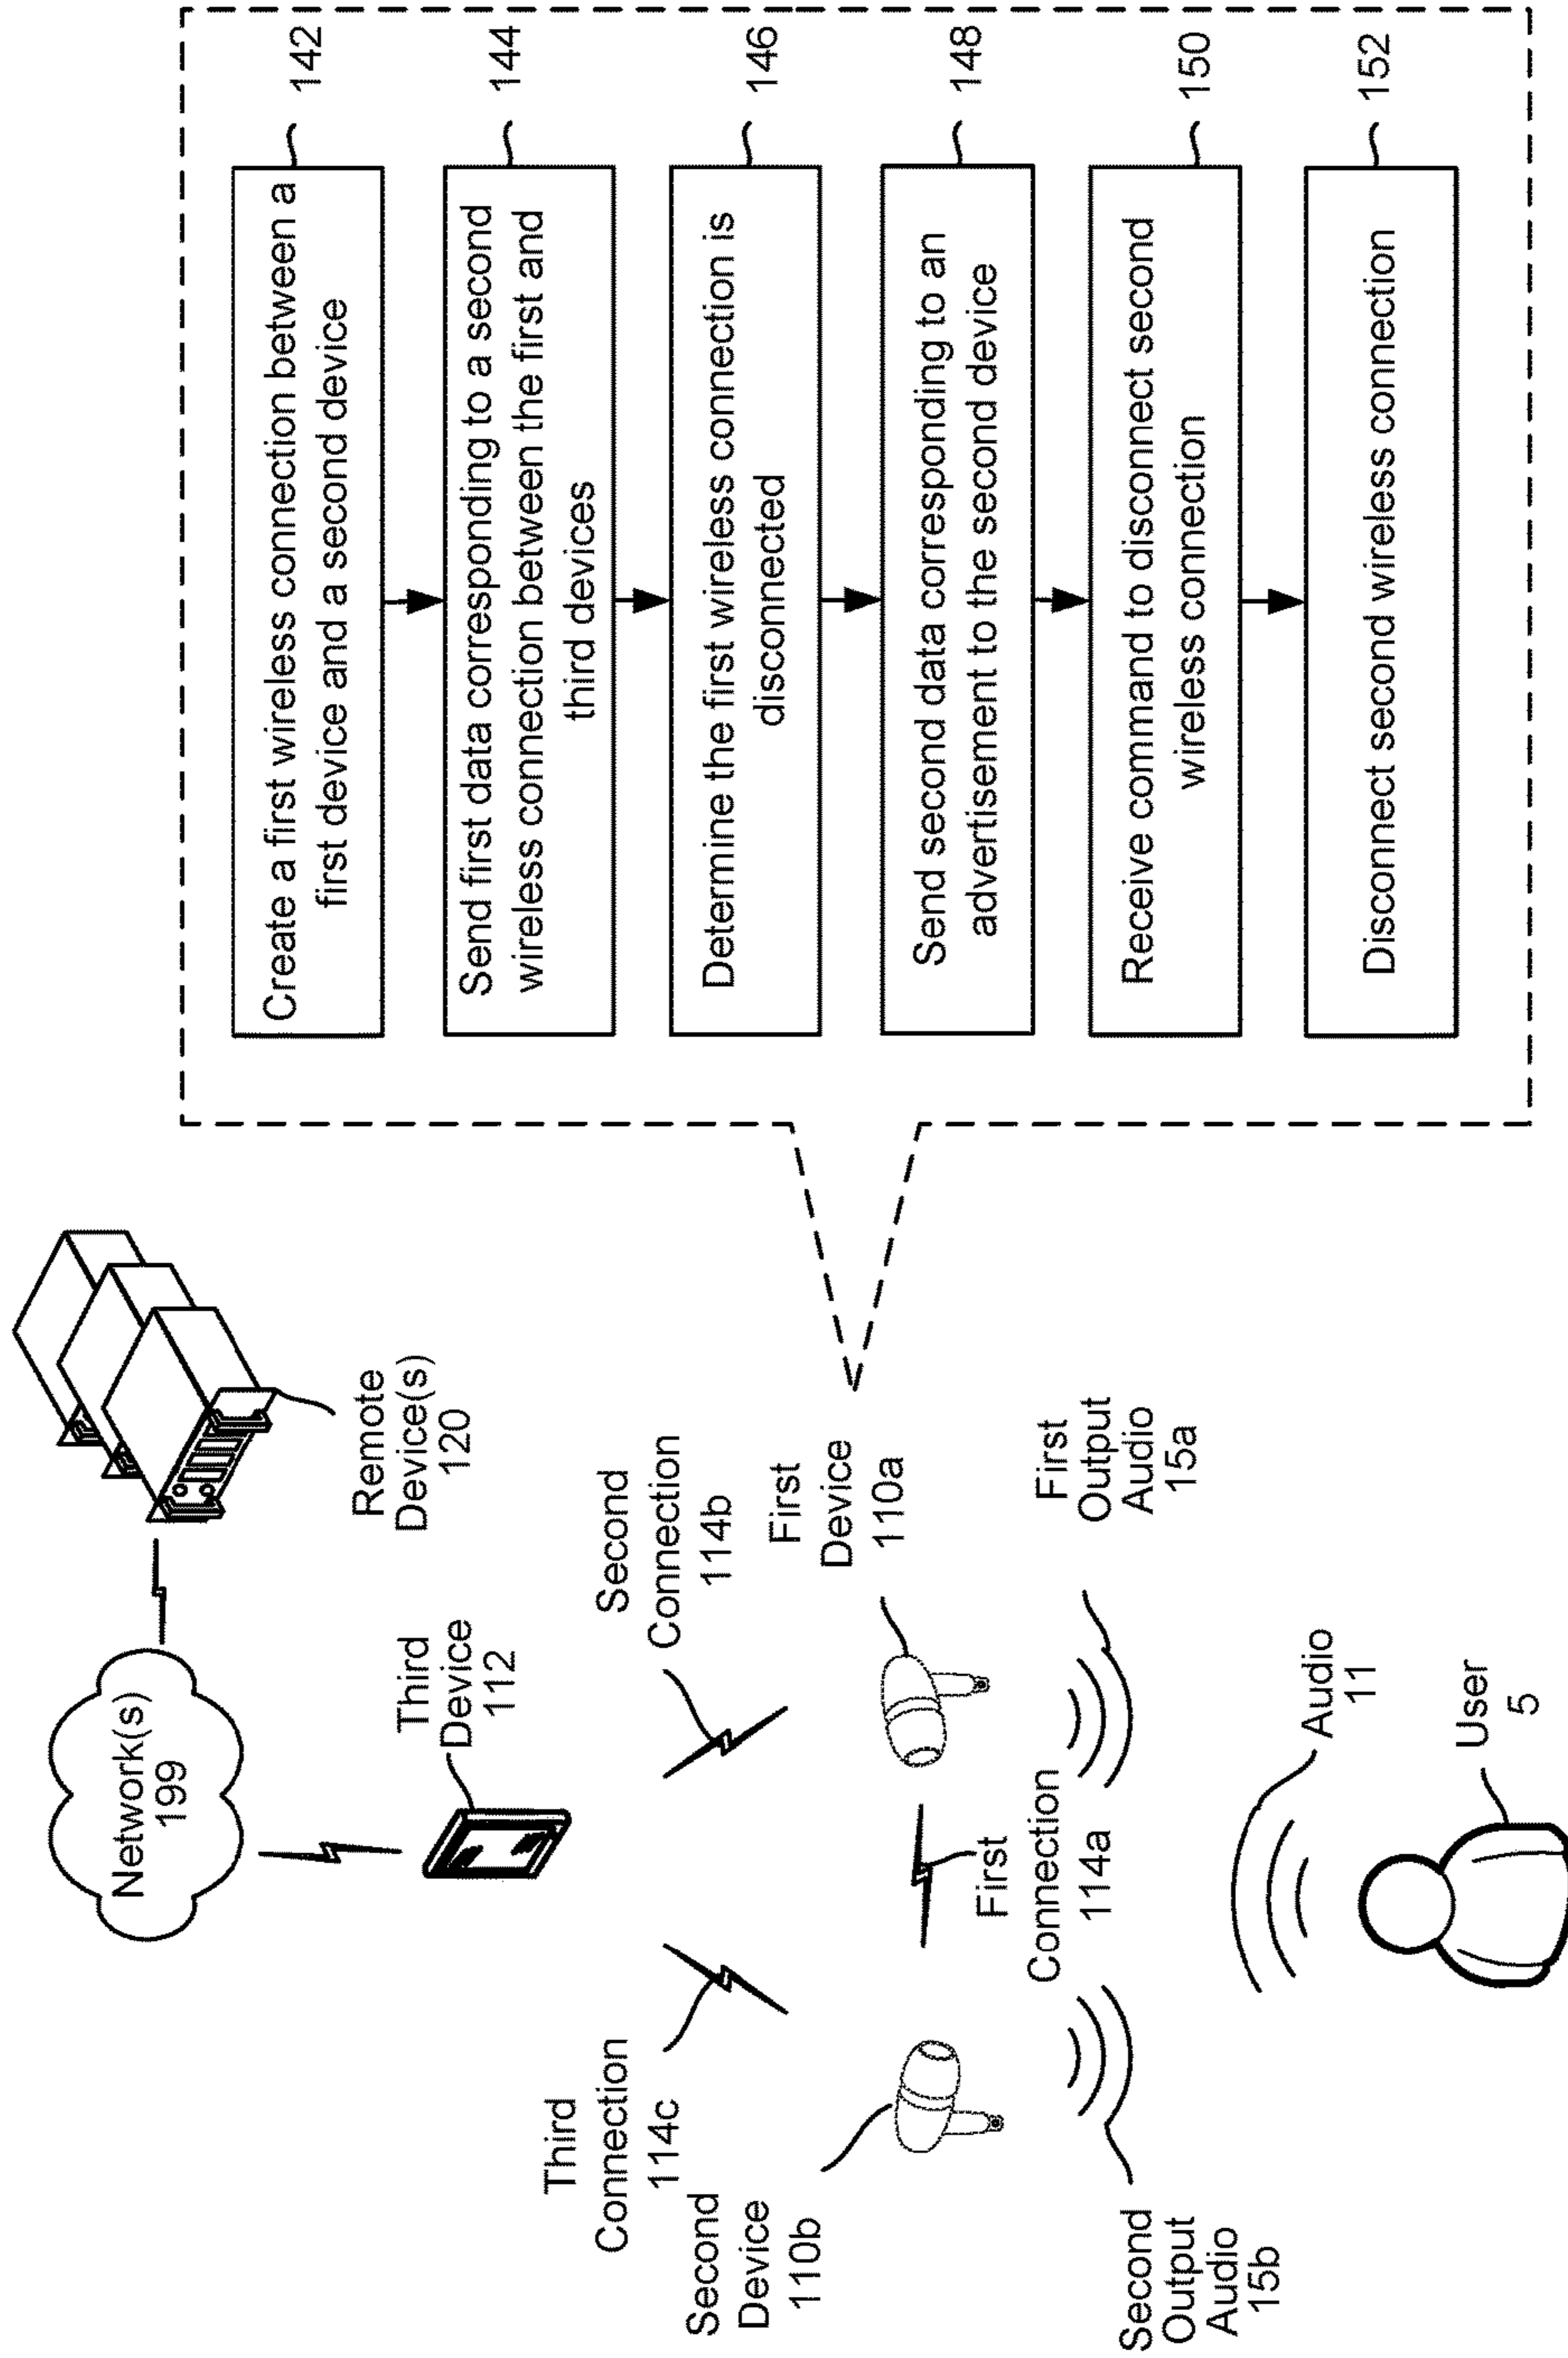 Network(s)
199
Remote
Device(s)
120
Third
Device
112
Third
Connection
114c
Second
Connection
114b
Second
Device
110b
First
Device
110a
First
Connection
114a
Second
Output
Audio
15b
First
Output
Audio
15a
Audio
11
User
5
Create a first wireless connection between a
first device and a second device
142
Send first data corresponding to a second
wireless connection between the first and
third devices
144
Determine the first wireless connection is
disconnected
146
Send second data corresponding to an
advertisement to the second device
148
Receive command to disconnect second
wireless connection
150
Disconnect second wireless connection
152